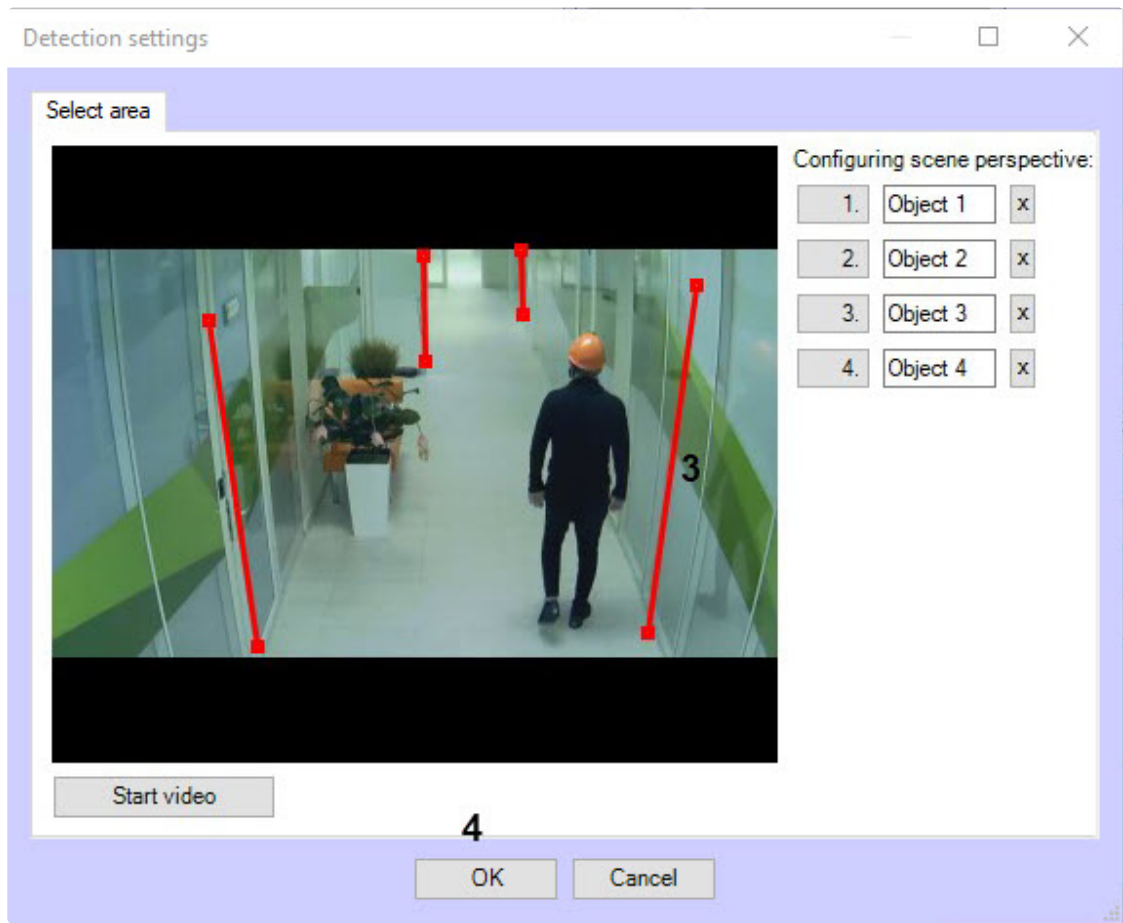 Detection settings
Select area
Configuring scene perspective:
1. Object 1 x
2. Object 2 x
3. Object 3 x
4. Object 4 x
3
Start video
4
OK Cancel